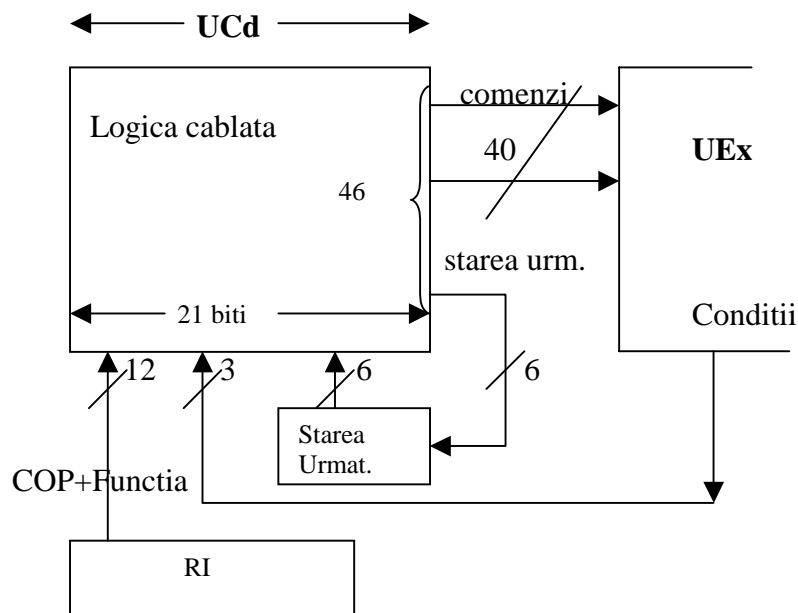 UCd
comenzi
Logica cablata
40
UEx
46
starea urm.
21 biti
Conditii
12
3
6
6
Starea
Urmat.
COP+Functia
RI